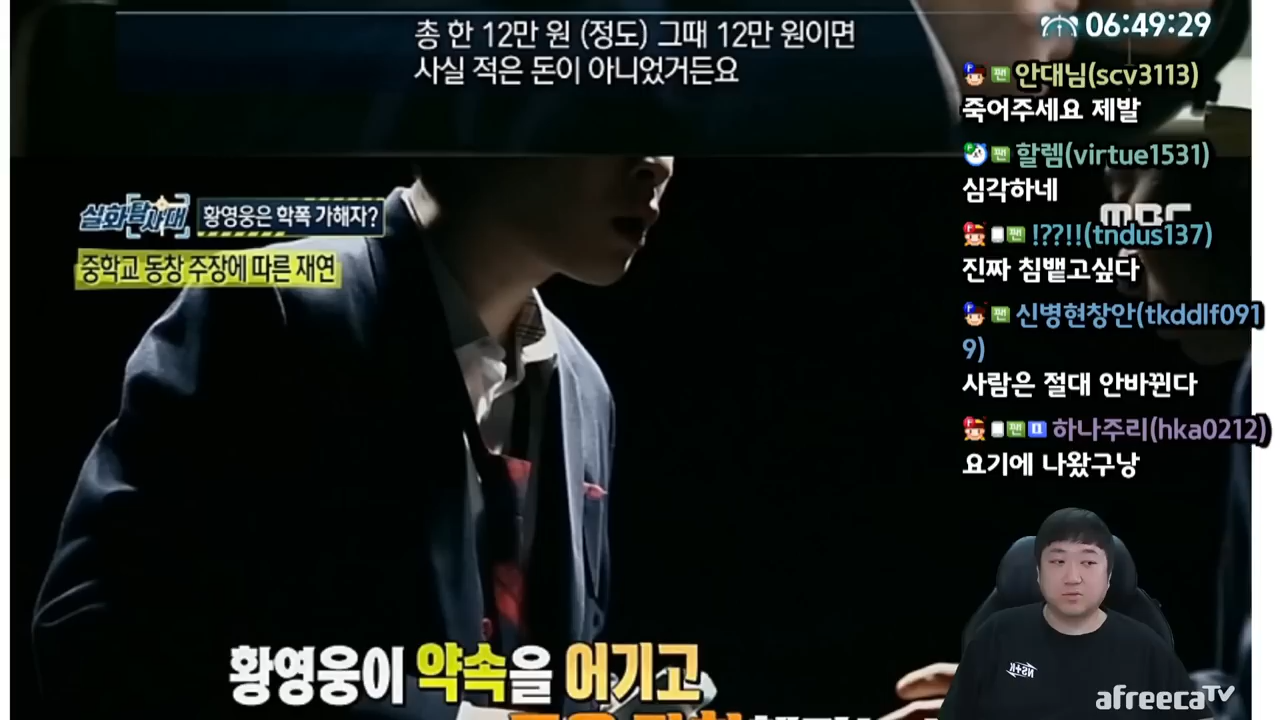 총 한 12만 원 (정도) 그때 12만 원이면
사실 적은 돈이 아니었거든요
06:49:29
팬 안대님(scv3113)
죽어주세요 제발
팬 할렘(virtue1531)
심각하네
MBC
팬 !??!!(tndus137)
진짜 침뱉고싶다
팬 신병현창안(tkddlf091
9)
사람은 절대 안바뀐다
팬 하나주리(hka0212)
요기에 나왔구낭
실화탐사대 황영웅은 학폭 가해자?
중학교 동창 주장에 따른 재연
황영웅이 약속을 어기고
afreecaTV